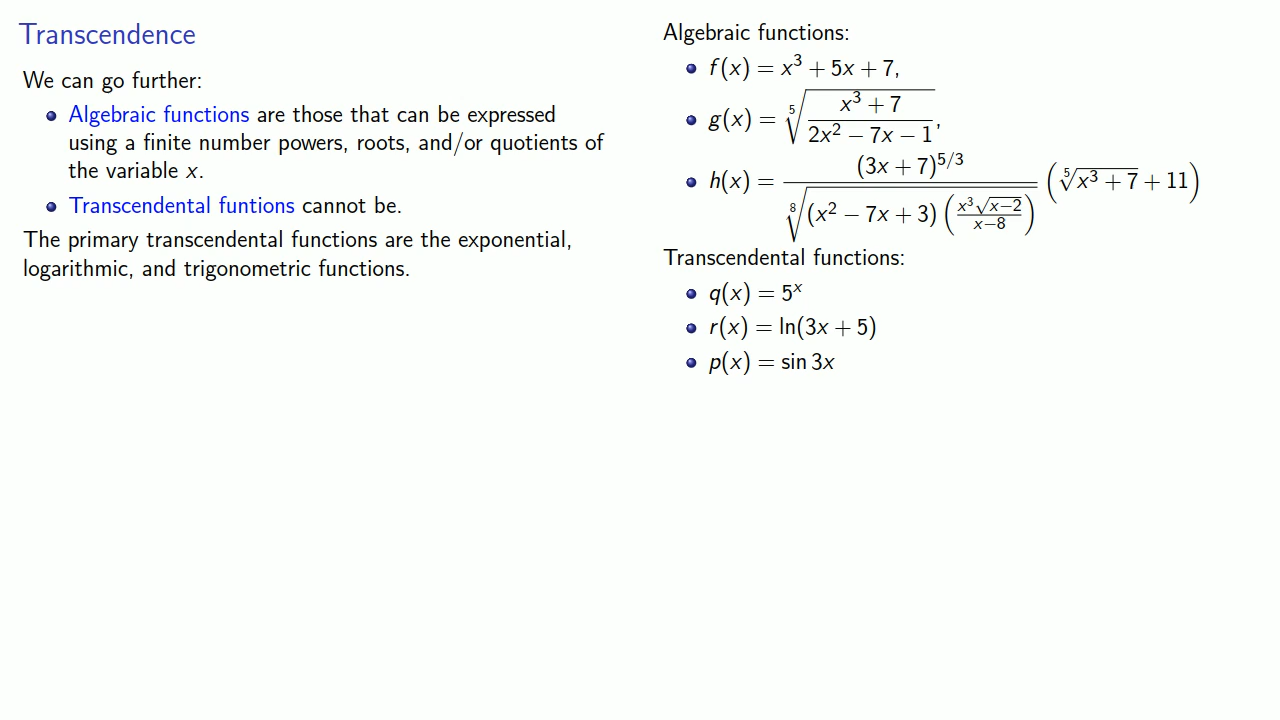 Transcendence
We can go further:
• Algebraic functions are those that can be expressed
using a finite number powers, roots, and/or quotients of
the variable x.
• Transcendental funtions cannot be.
The primary transcendental functions are the exponential,
logarithmic, and trigonometric functions.
Algebraic functions:
• f(x) = x³ + 5x + 7,
• g(x) = \sqrt[5]{\frac{x^3 + 7}{2x^2 - 7x - 1}},
• h(x) = \frac{(3x + 7)^{5/3}}{\sqrt[8]{(x^2 - 7x + 3)\left(\frac{x^3\sqrt{x-2}}{x-8}\right)}} \left(\sqrt[5]{x^3 + 7} + 11\right)
Transcendental functions:
• q(x) = 5ˣ
• r(x) = ln(3x + 5)
• p(x) = sin 3x